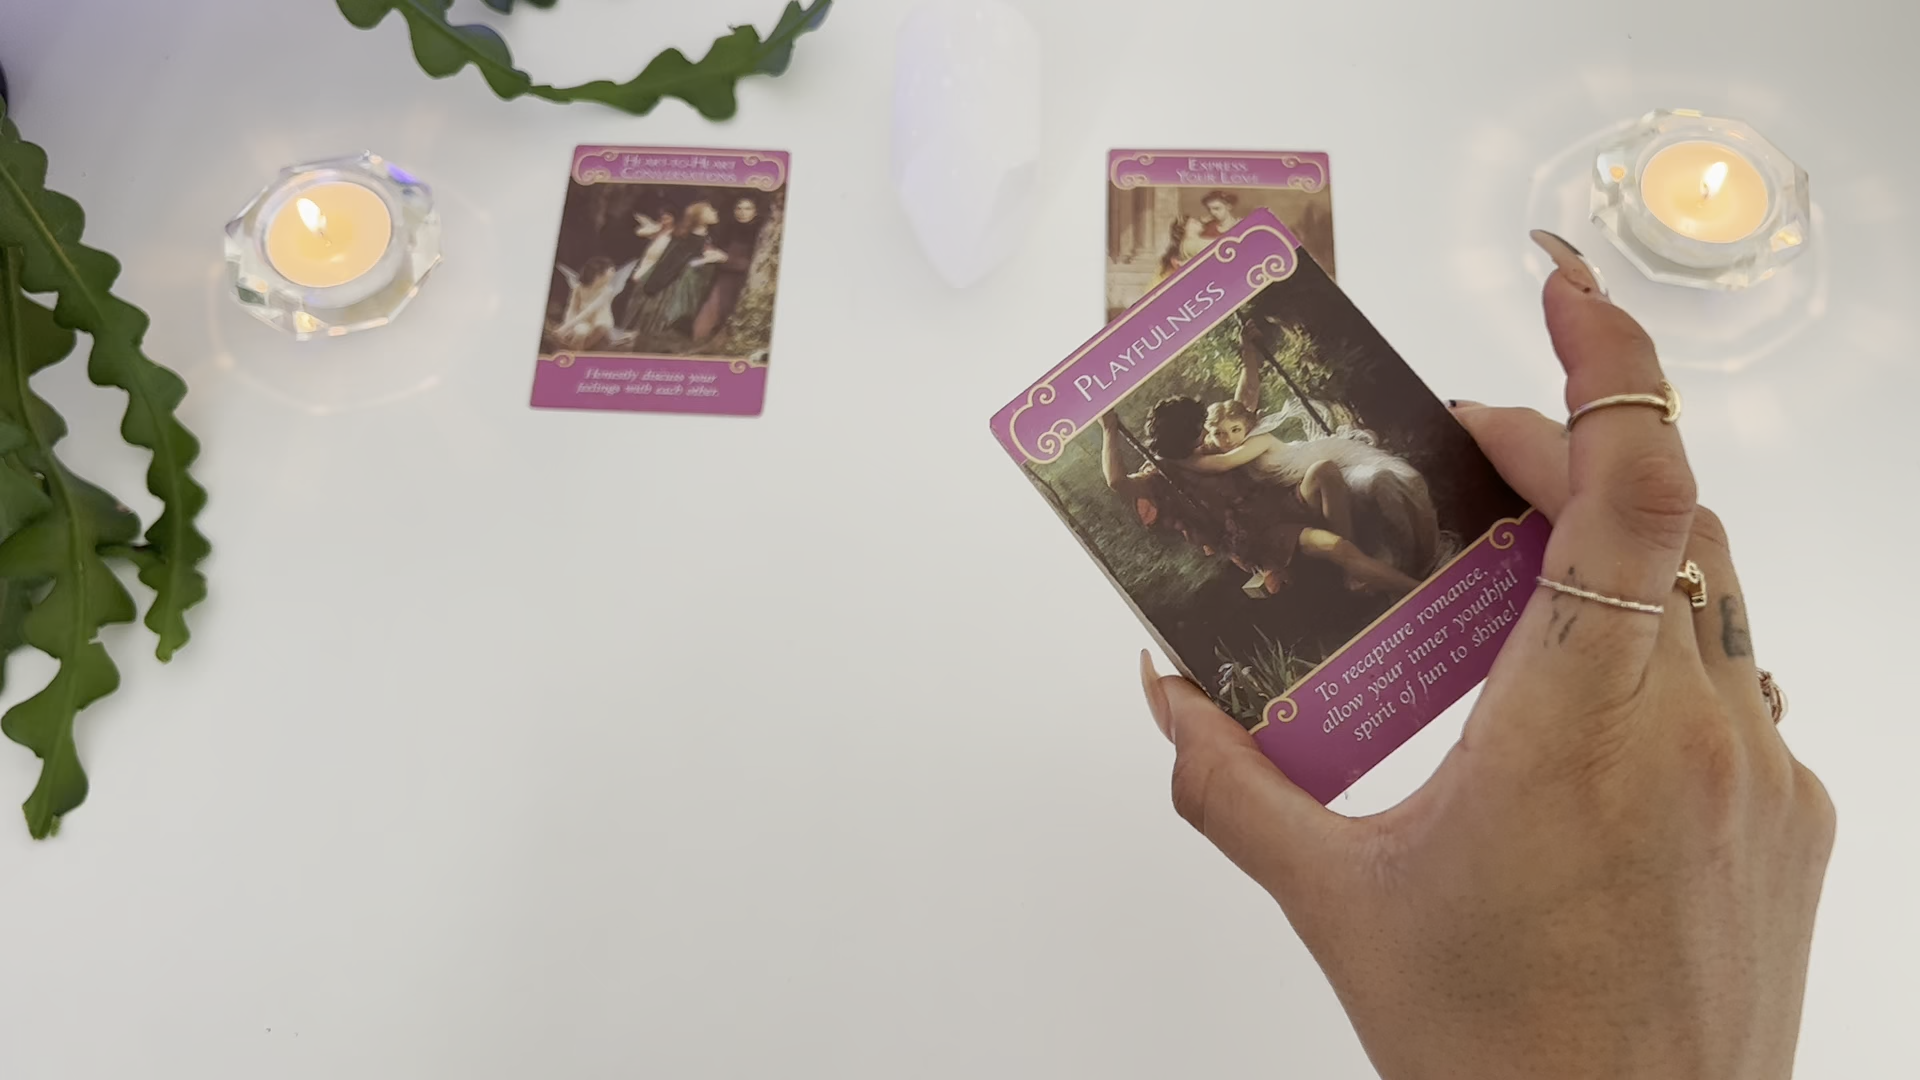 HEART-TO-HEART
CONVERSATIONS
Honestly discuss your
feelings with each other.
EXPRESS
YOUR LOVE
PLAYFULNESS
To recapture romance,
allow your inner youthful
spirit of fun to shine!